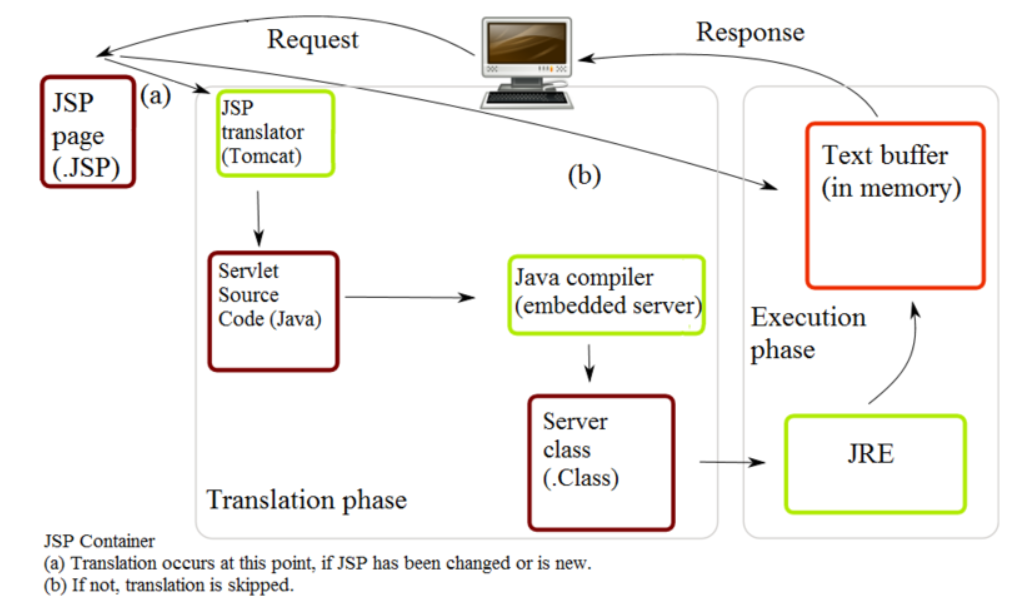 Request
Response
JSP
page
(.JSP)
(a)
JSP
translator
(Tomcat)
(b)
Text buffer
(in memory)
Servlet
Source
Code (Java)
Java compiler
(embedded server)
Execution
phase
Server
class
(.Class)
JRE
Translation phase
JSP Container
(a) Translation occurs at this point, if JSP has been changed or is new.
(b) If not, translation is skipped.